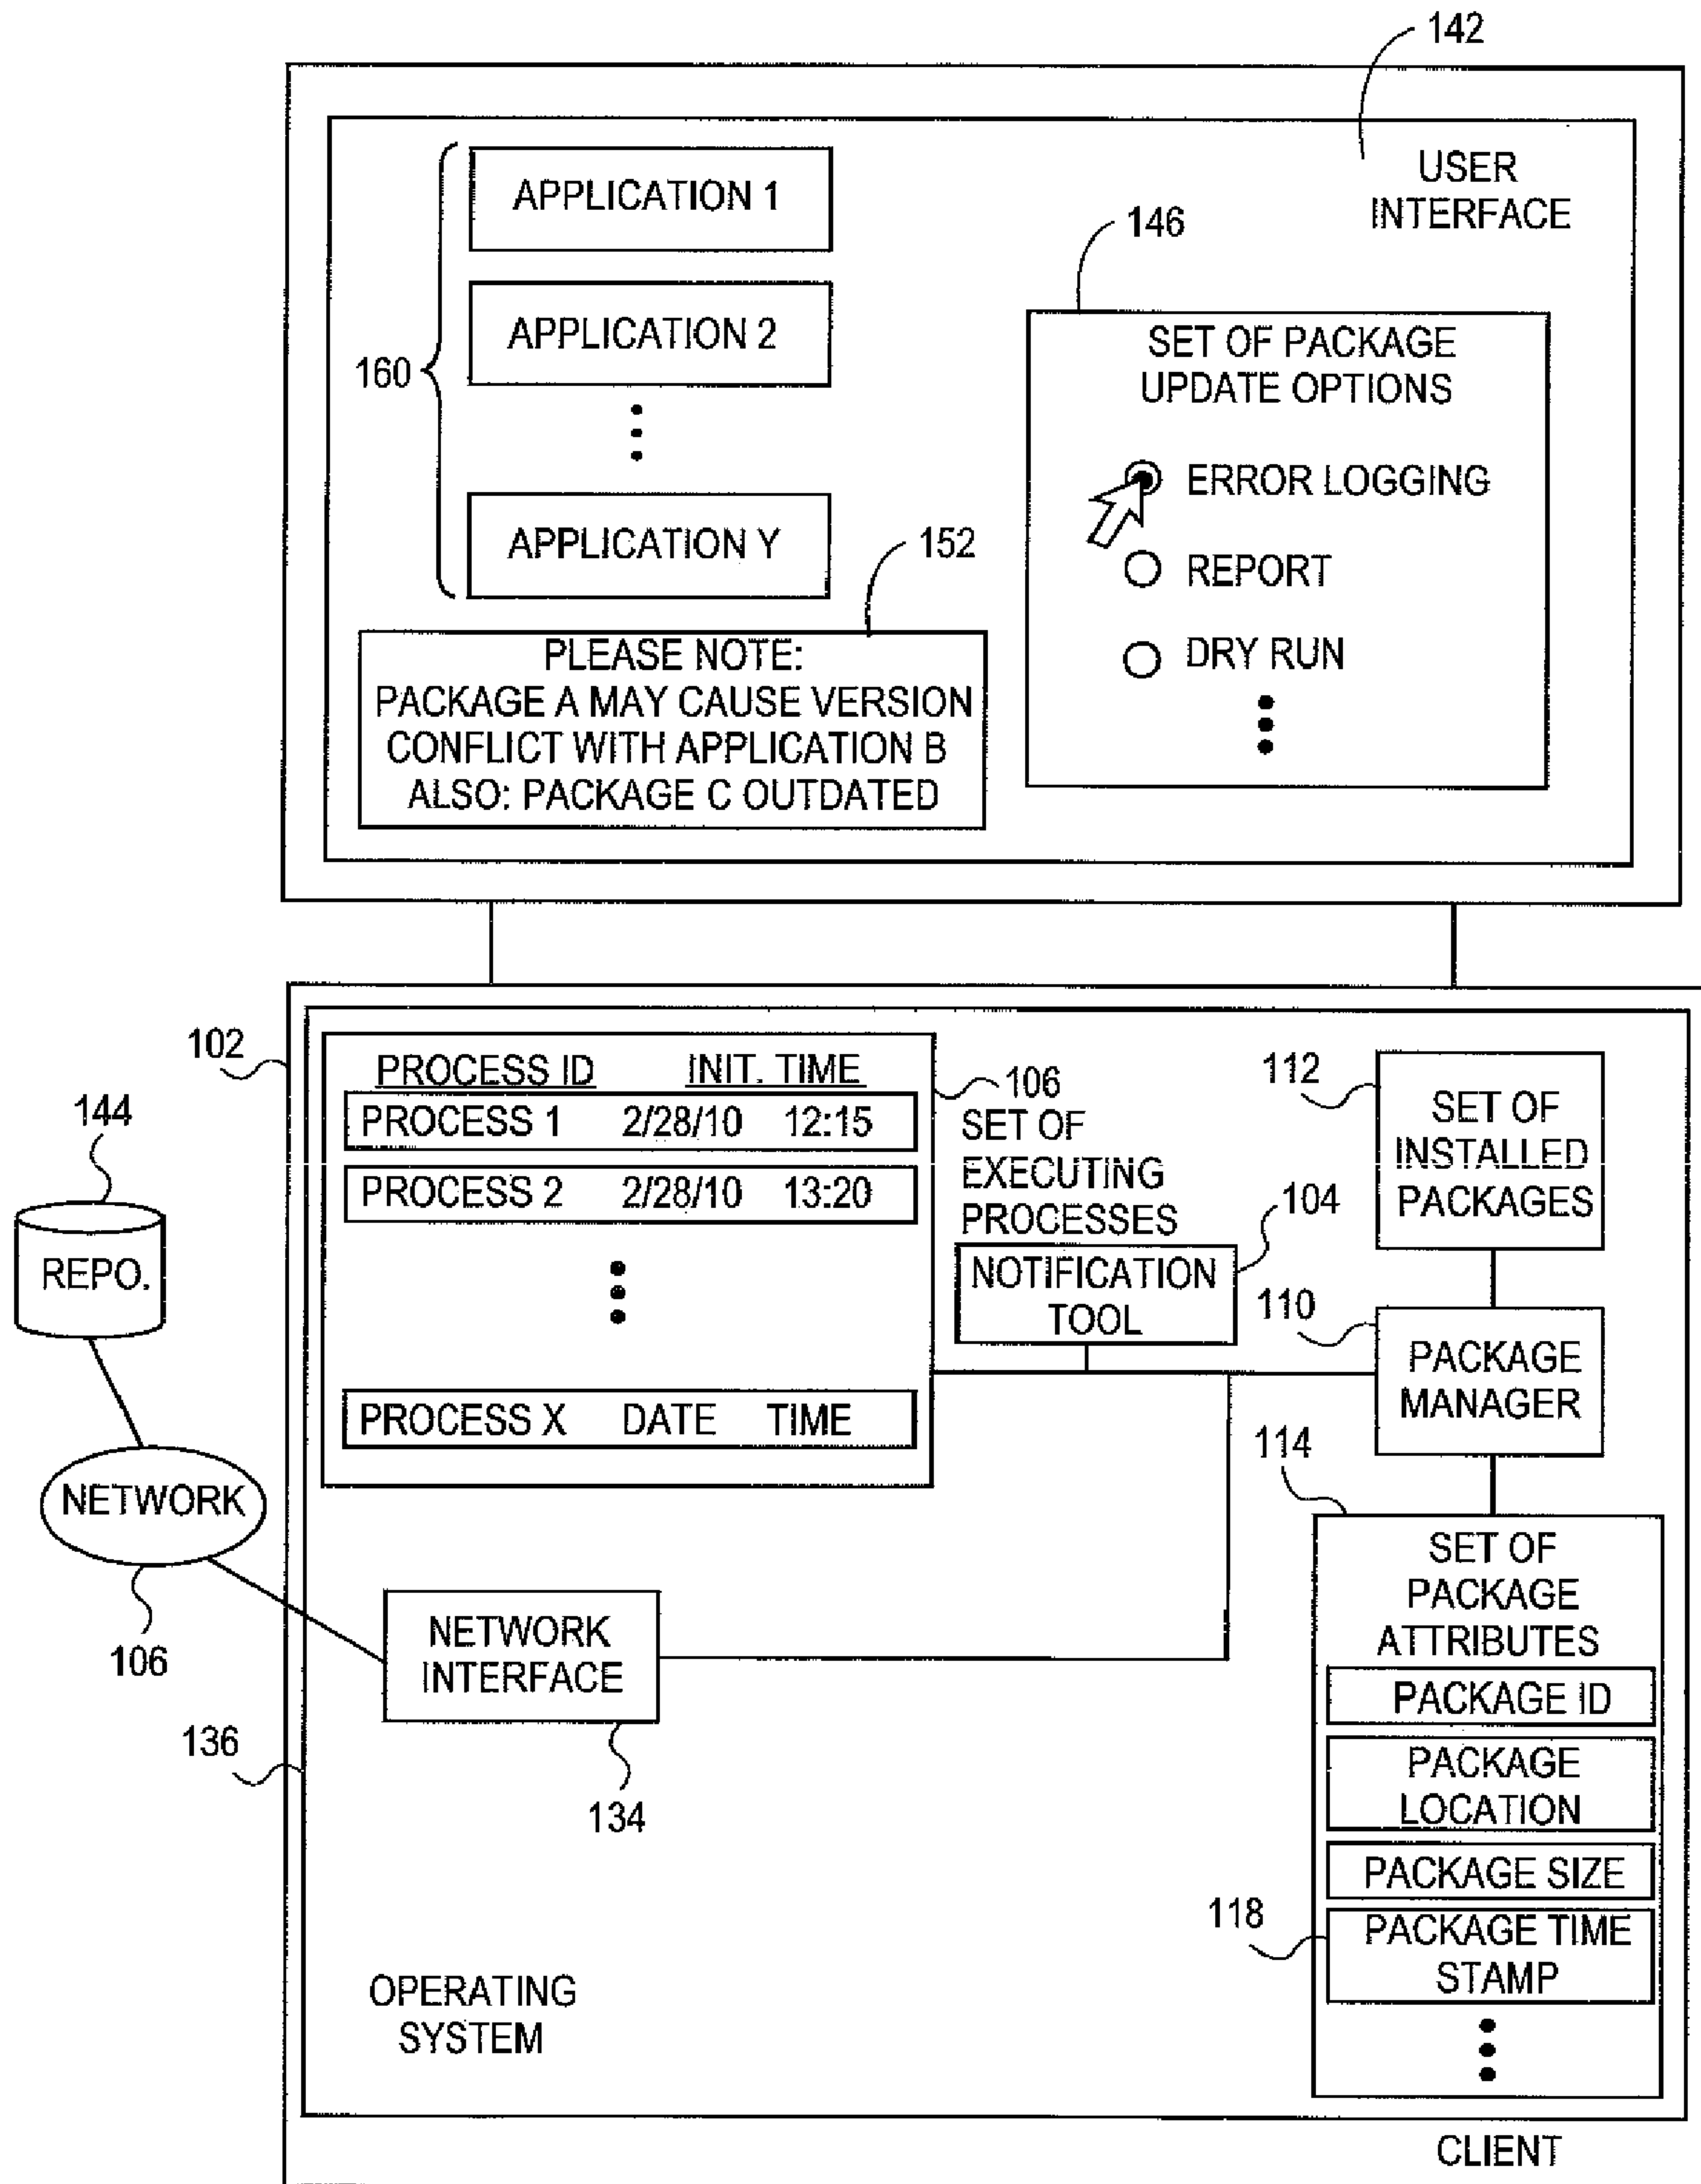 142
USER
INTERFACE
APPLICATION 1
APPLICATION 2
APPLICATION Y
160
146
SET OF PACKAGE
UPDATE OPTIONS
ERROR LOGGING
REPORT
DRY RUN
152
PLEASE NOTE:
PACKAGE A MAY CAUSE VERSION
CONFLICT WITH APPLICATION B
ALSO: PACKAGE C OUTDATED
102
PROCESS ID INIT. TIME
PROCESS 1 2/28/10 12:15
PROCESS 2 2/28/10 13:20
PROCESS X DATE TIME
106
SET OF
EXECUTING
PROCESSES
104
NOTIFICATION
TOOL
112
SET OF
INSTALLED
PACKAGES
110
PACKAGE
MANAGER
144
REPO.
NETWORK
106
NETWORK
INTERFACE
134
136
114
SET OF
PACKAGE
ATTRIBUTES
PACKAGE ID
PACKAGE
LOCATION
PACKAGE SIZE
118
PACKAGE TIME
STAMP
OPERATING
SYSTEM
CLIENT